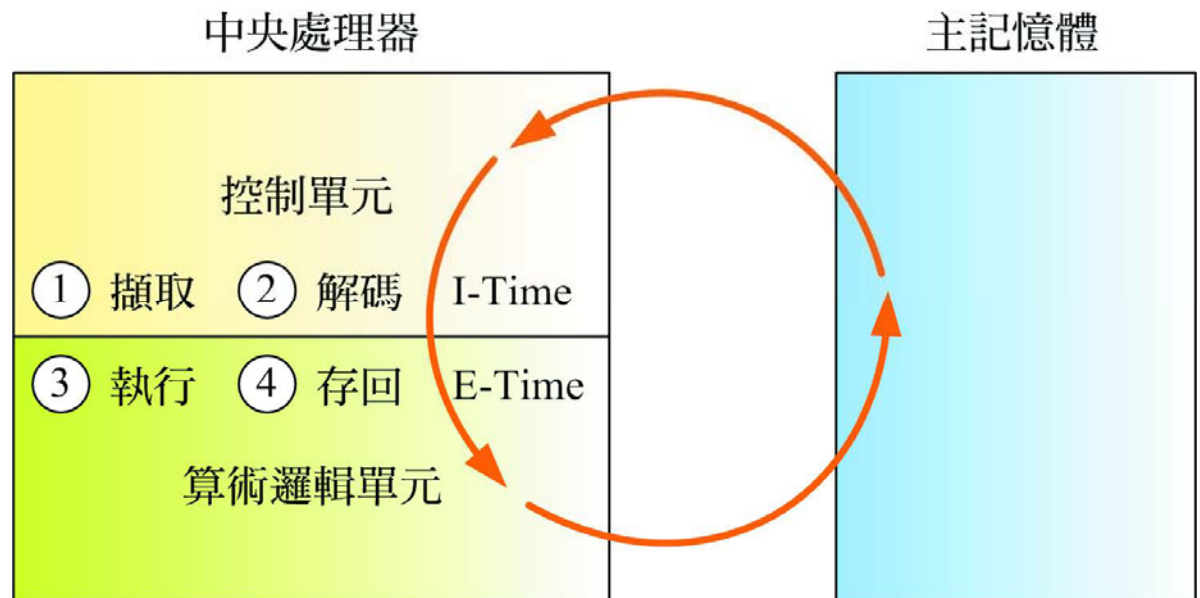 中央處理器
主記憶體
控制單元
① 擷取 ② 解碼 I-Time
③ 執行 ④ 存回 E-Time
算術邏輯單元